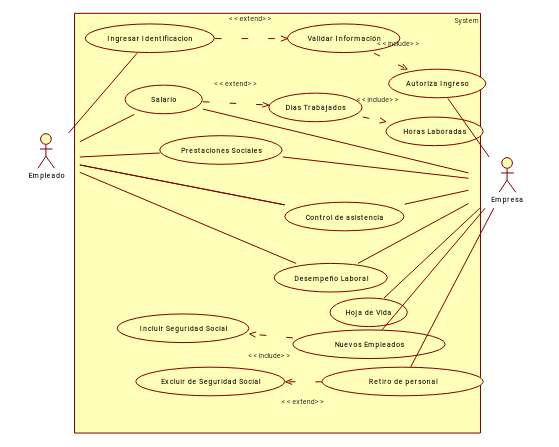 System
< < extend> >
Ingresar Identificacion
Validar Información
< < include> >
Autoriza Ingreso
< < extend> >
Salario
Dias Trabajados
< < include> >
Horas Laboradas
Prestaciones Sociales
Empleado
Empresa
Control de asistencia
Desempeño Laboral
Hoja de Vida
Incluir Seguridad Social
Nuevos Empleados
< < include> >
Excluir de Seguridad Social
Retiro de personal
< < extend> >